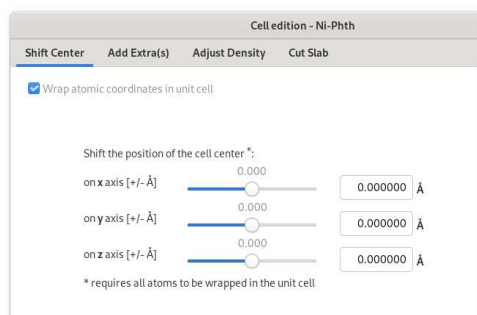 Cell edition - Ni-Phth
Shift Center Add Extra(s) Adjust Density Cut Slab
Wrap atomic coordinates in unit cell
Shift the position of the cell center *:
0.000
on x axis [+/- Å] 0.000000 Å
0.000
on y axis [+/- Å] 0.000000 Å
0.000
on z axis [+/- Å] 0.000000 Å
* requires all atoms to be wrapped in the unit cell